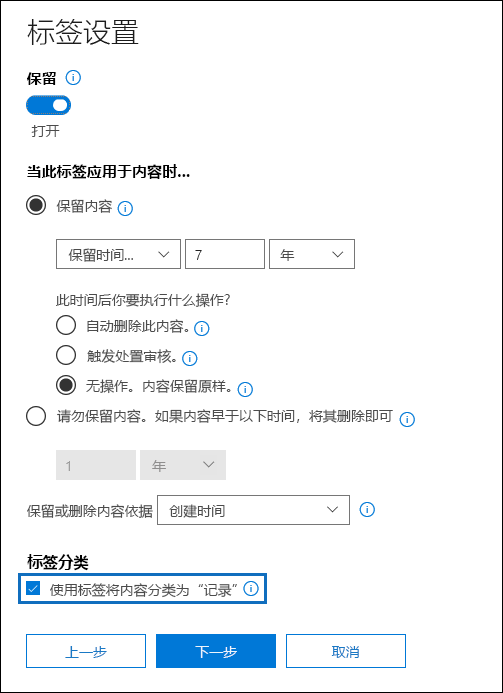 标签设置
保留
打开
当此标签应用于内容时...
保留内容
保留时间... 7 年
此时间后你要执行什么操作?
自动删除此内容。
触发处置审核。
无操作。内容保留原样。
请勿保留内容。如果内容早于以下时间，将其删除即可
1 年
保留或删除内容依据 创建时间
标签分类
使用标签将内容分类为“记录”
上一步 下一步 取消